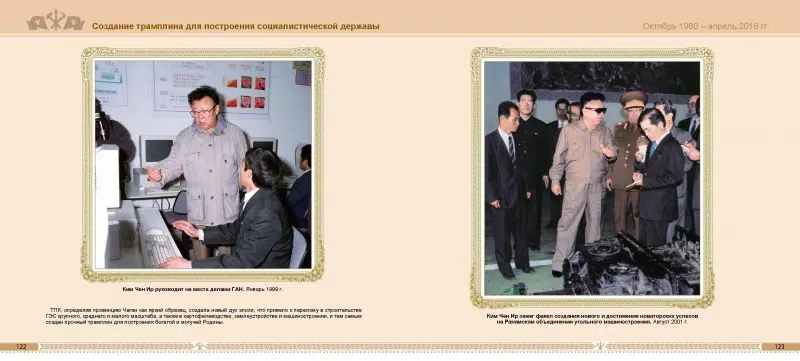 Создание трамплина для построения социалистической державы
Октябрь 1980 – апрель 2016 гг.
Ким Чен Ир руководит на месте делами ГАН. Январь 1999 г.
ТПК, определив провинцию Чаган как яркий образец, создала новый дух эпохи, что привело к перелому в строительстве
ГЭС крупного, среднего и малого масштаба, а также в картофелеводстве, землеустройстве и машиностроении, и тем самым
создан прочный трамплин для построения богатой и могучей Родины.
Ким Чен Ир зажег факел создания нового и достижения новаторских успехов
на Ранамском объединении угольного машиностроения. Август 2001 г.
122
123